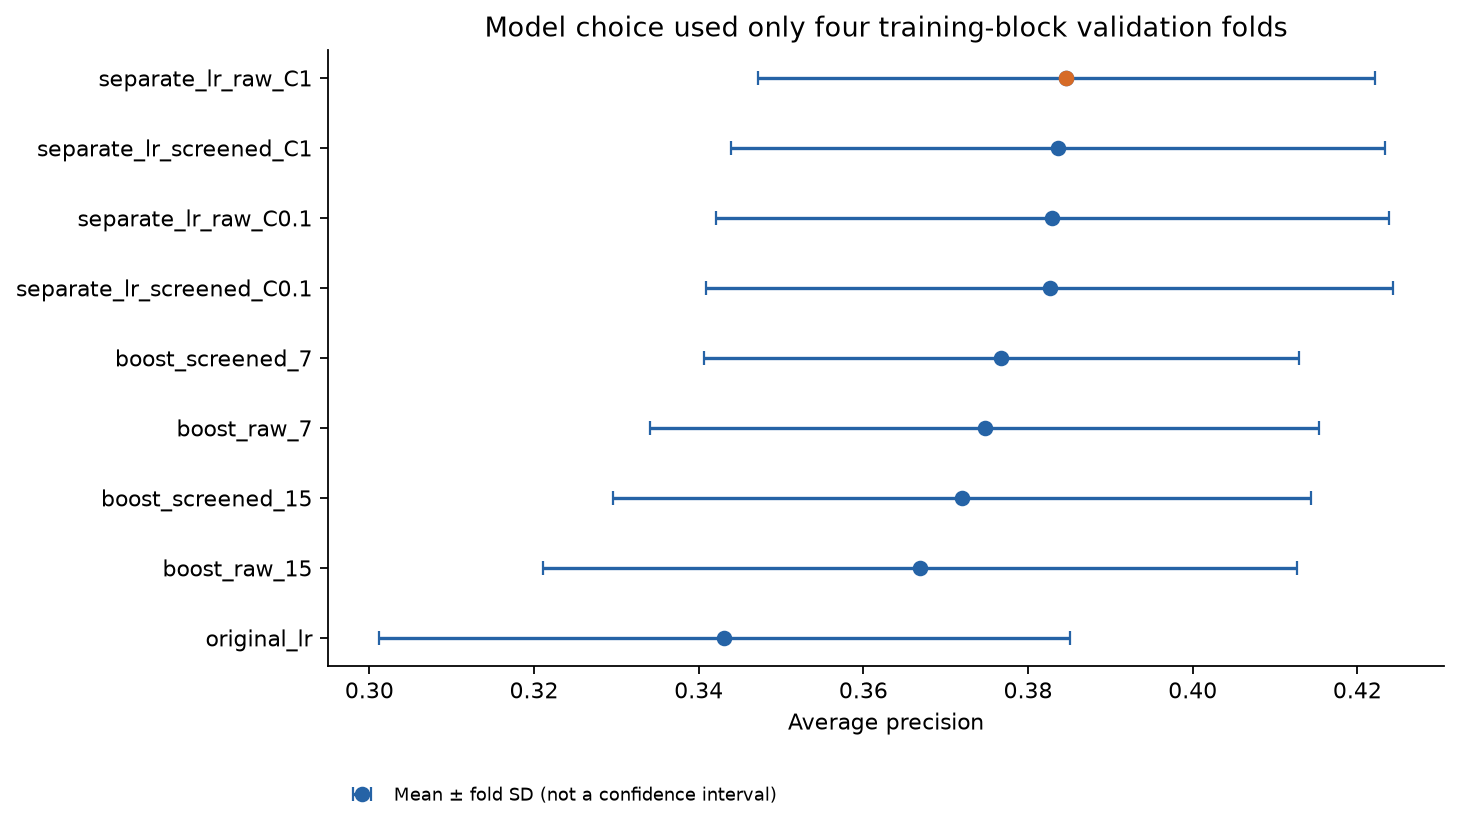 Model choice used only four training-block validation folds
separate_lr_raw_C1
separate_lr_screened_C1
separate_lr_raw_C0.1
separate_lr_screened_C0.1
boost_screened_7
boost_raw_7
boost_screened_15
boost_raw_15
original_lr
0.30 0.32 0.34 0.36 0.38 0.40 0.42
Average precision
Mean ± fold SD (not a confidence interval)